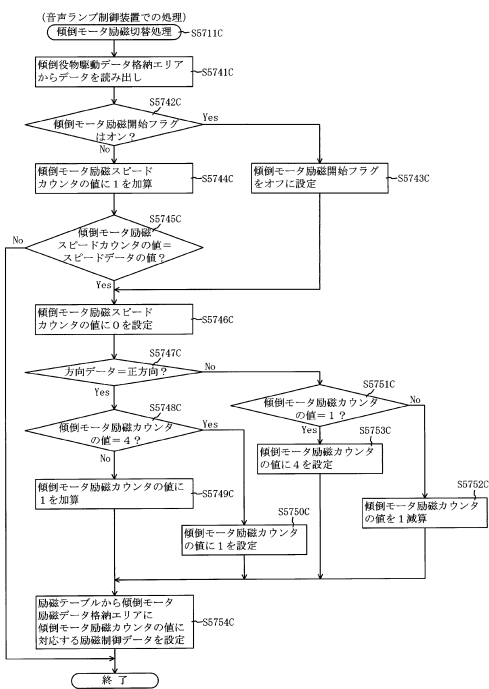 (音声ランプ制御装置での処理)
傾倒モータ励磁切替処理
S5711C
傾倒役物駆動データ格納エリア
からデータを読み出し
S5741C
S5742C
傾倒モータ励磁開始フラグ
はオン?
Yes
No
傾倒モータ励磁スピード
カウンタの値に1を加算
S5744C
傾倒モータ励磁開始フラグ
をオフに設定
S5743C
S5745C
傾倒モータ励磁
スピードカウンタの値=
スピードデータの値?
No
Yes
傾倒モータ励磁スピード
カウンタの値に0を設定
S5746C
S5747C
方向データ=正方向?
No
Yes
S5748C
傾倒モータ励磁カウンタ
の値=4?
Yes
No
S5751C
傾倒モータ励磁カウンタ
の値=1?
No
Yes
S5753C
傾倒モータ励磁カウンタ
の値に4を設定
傾倒モータ励磁カウンタの値に
1を加算
S5749C
S5750C
傾倒モータ励磁カウンタ
の値に1を設定
S5752C
傾倒モータ励磁カウンタ
の値を1減算
励磁テーブルから傾倒モータ
励磁データ格納エリアに
傾倒モータ励磁カウンタの値に
対応する励磁制御データを設定
S5754C
終了